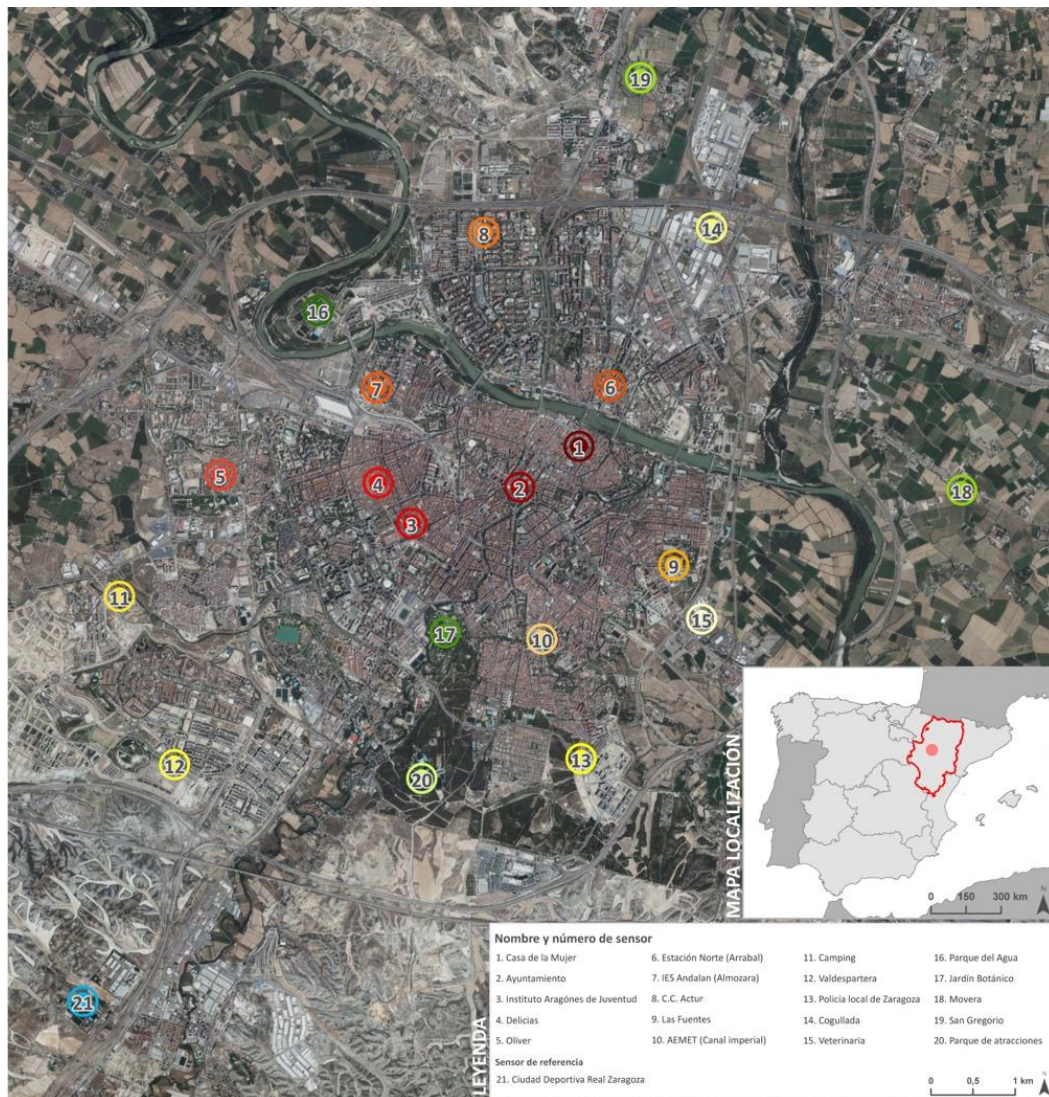 19
8
14
16
7
6
1
5
4
2
18
3
9
11
15
17
10
12
13
20
21
MAPA LOCALIZACIÓN
0 150 300 km
N
LEYENDA
Nombre y número de sensor
1. Casa de la Mujer
2. Ayuntamiento
3. Instituto Aragónes de Juventud
4. Delicias
5. Oliver
6. Estación Norte (Arrabal)
7. IES Andalan (Almozara)
8. C.C. Actur
9. Las Fuentes
10. AEMET (Canal imperial)
11. Camping
12. Valdespartera
13. Policía local de Zaragoza
14. Cogullada
15. Veterinaria
16. Parque del Agua
17. Jardín Botánico
18. Movera
19. San Gregorio
20. Parque de atracciones
Sensor de referencia
21. Ciudad Deportiva Real Zaragoza
0 0,5 1 km
N